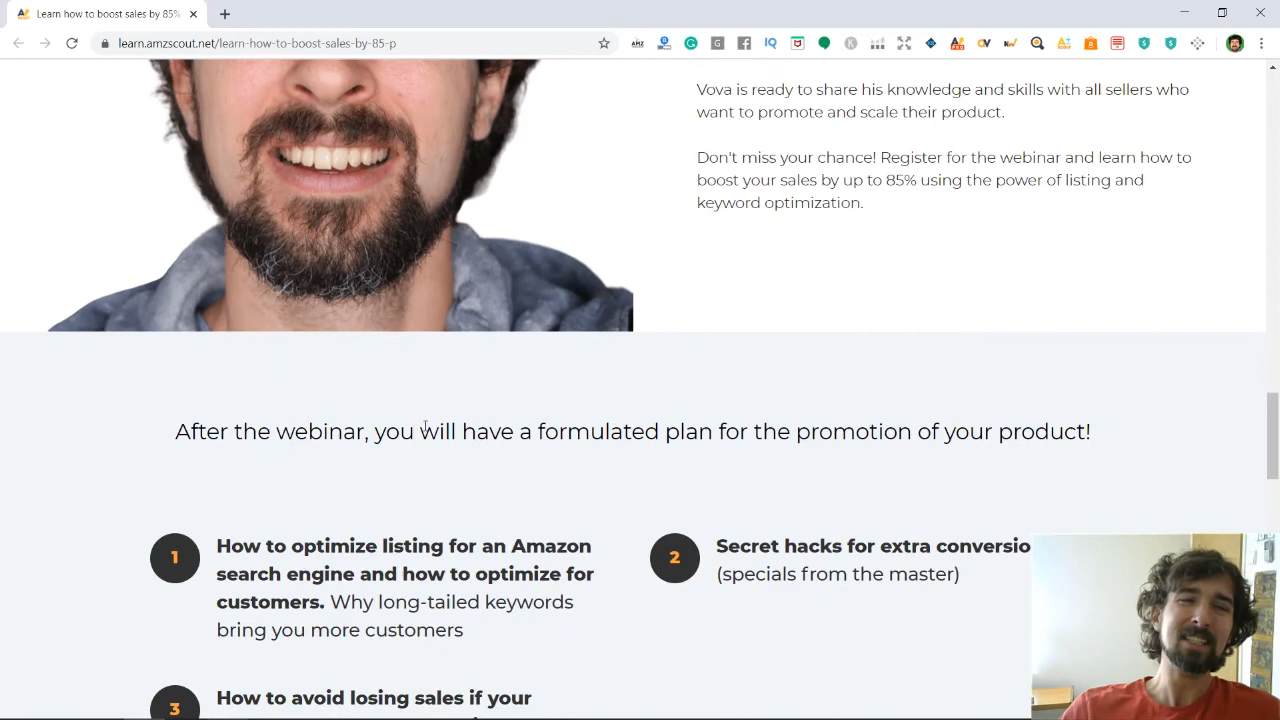 Learn how to boost sales by 85%
learn.amzscout.net/learn-how-to-boost-sales-by-85-p
Vova is ready to share his knowledge and skills with all sellers who
want to promote and scale their product.
Don't miss your chance! Register for the webinar and learn how to
boost your sales by up to 85% using the power of listing and
keyword optimization.
After the webinar, you will have a formulated plan for the promotion of your product!
1
How to optimize listing for an Amazon
search engine and how to optimize for
customers. Why long-tailed keywords
bring you more customers
2
Secret hacks for extra conversio
(specials from the master)
3
How to avoid losing sales if your